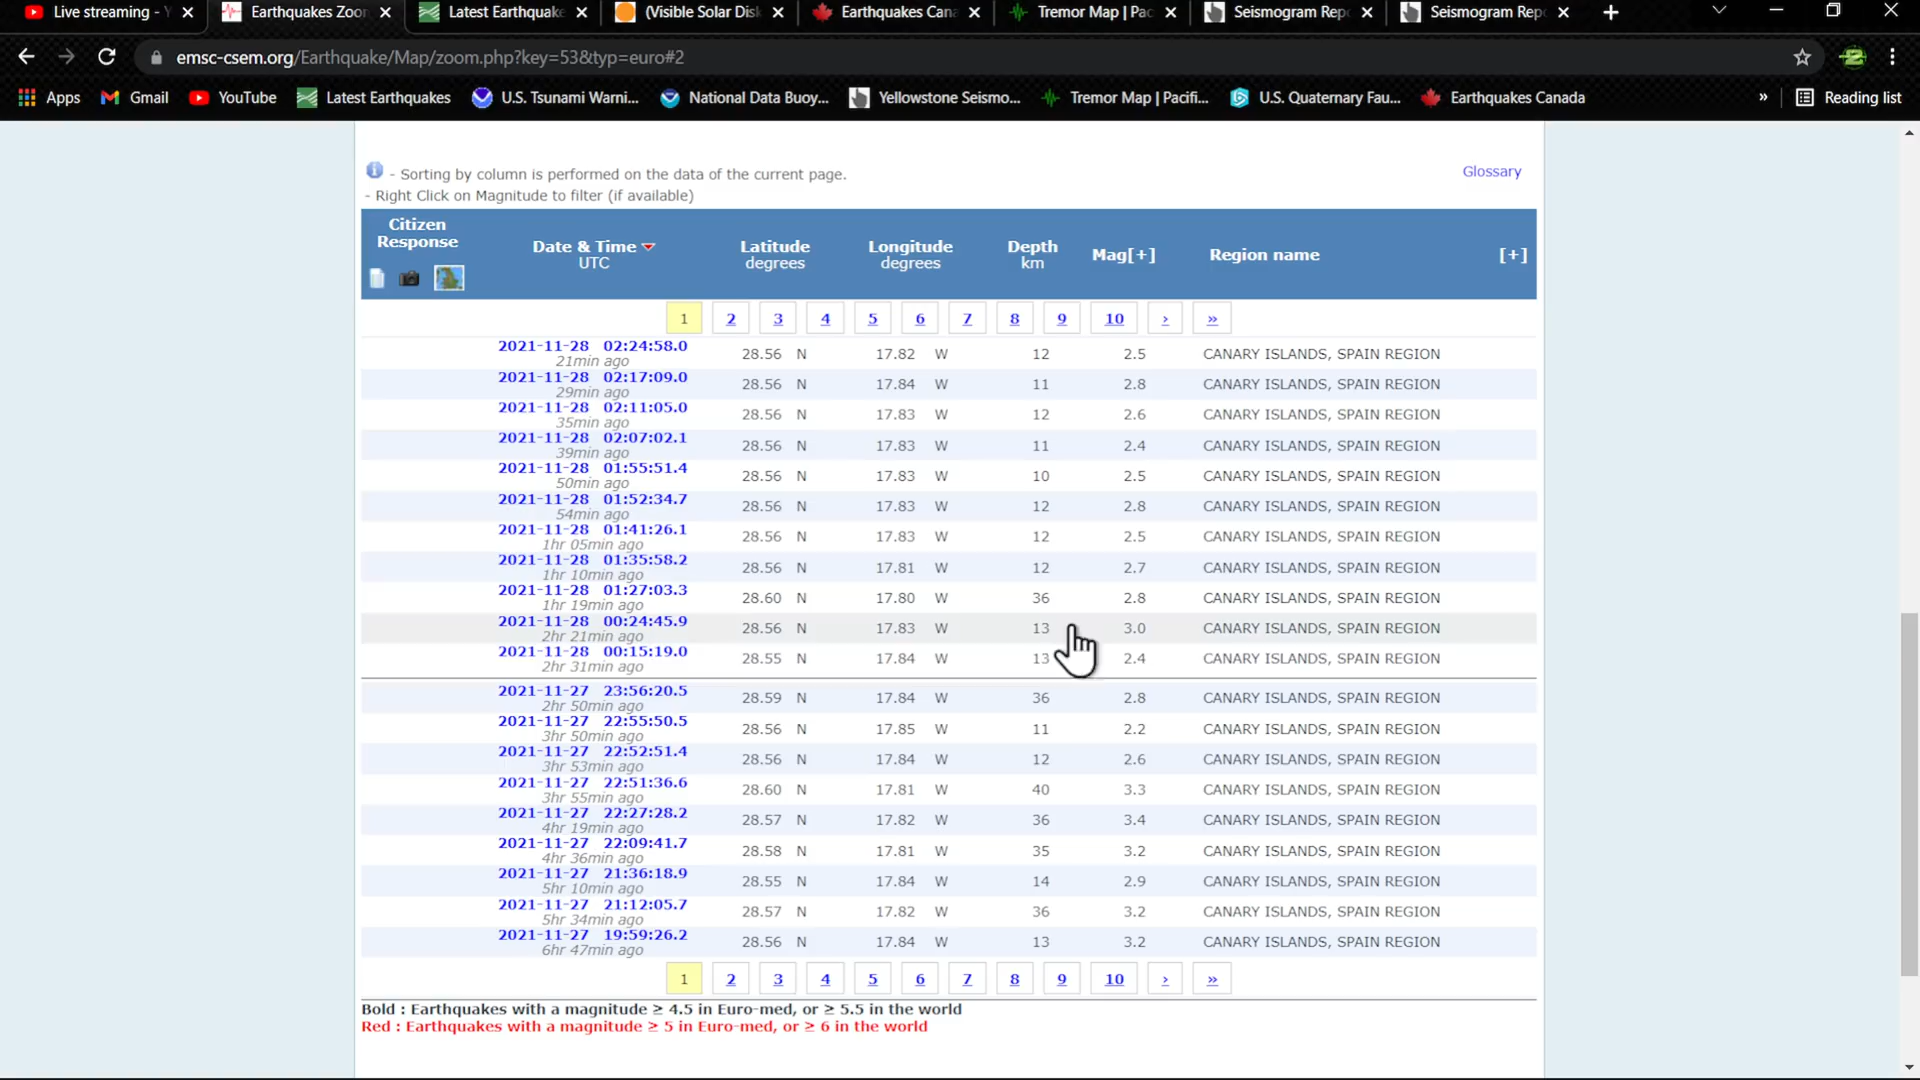 Live streaming - Y
Earthquakes Zoo
Latest Earthquake
(Visible Solar Dis
Earthquakes Cana
Tremor Map | Pac
Seismogram Rep
Seismogram Rep
emsc-csem.org/Earthquake/Map/zoom.php?key=53&typ=euro#2
Apps Gmail YouTube Latest Earthquakes U.S. Tsunami Warni... National Data Buoy... Yellowstone Seismo... Tremor Map | Pacifi... U.S. Quaternary Fau... Earthquakes Canada » Reading list
- Sorting by column is performed on the data of the current page.
Glossary
- Right Click on Magnitude to filter (if available)
Citizen Response Date & Time UTC Latitude degrees Longitude degrees Depth km Mag[+] Region name [+]
1 2 3 4 5 6 7 8 9 10 › »
2021-11-28 02:24:58.0 21min ago 28.56 N 17.82 W 12 2.5 CANARY ISLANDS, SPAIN REGION
2021-11-28 02:17:09.0 29min ago 28.56 N 17.84 W 11 2.8 CANARY ISLANDS, SPAIN REGION
2021-11-28 02:11:05.0 35min ago 28.56 N 17.83 W 12 2.6 CANARY ISLANDS, SPAIN REGION
2021-11-28 02:07:02.1 39min ago 28.56 N 17.83 W 11 2.4 CANARY ISLANDS, SPAIN REGION
2021-11-28 01:55:51.4 50min ago 28.56 N 17.83 W 10 2.5 CANARY ISLANDS, SPAIN REGION
2021-11-28 01:52:34.7 54min ago 28.56 N 17.83 W 12 2.8 CANARY ISLANDS, SPAIN REGION
2021-11-28 01:41:26.1 1hr 05min ago 28.56 N 17.83 W 12 2.5 CANARY ISLANDS, SPAIN REGION
2021-11-28 01:35:58.2 1hr 10min ago 28.56 N 17.81 W 12 2.7 CANARY ISLANDS, SPAIN REGION
2021-11-28 01:27:03.3 1hr 19min ago 28.60 N 17.80 W 36 2.8 CANARY ISLANDS, SPAIN REGION
2021-11-28 00:24:45.9 2hr 21min ago 28.56 N 17.83 W 13 3.0 CANARY ISLANDS, SPAIN REGION
2021-11-28 00:15:19.0 2hr 31min ago 28.55 N 17.84 W 13 2.4 CANARY ISLANDS, SPAIN REGION
2021-11-27 23:56:20.5 2hr 50min ago 28.59 N 17.84 W 36 2.8 CANARY ISLANDS, SPAIN REGION
2021-11-27 22:55:50.5 3hr 50min ago 28.56 N 17.85 W 11 2.2 CANARY ISLANDS, SPAIN REGION
2021-11-27 22:52:51.4 3hr 53min ago 28.56 N 17.84 W 12 2.6 CANARY ISLANDS, SPAIN REGION
2021-11-27 22:51:36.6 3hr 55min ago 28.60 N 17.81 W 40 3.3 CANARY ISLANDS, SPAIN REGION
2021-11-27 22:27:28.2 4hr 19min ago 28.57 N 17.82 W 36 3.4 CANARY ISLANDS, SPAIN REGION
2021-11-27 22:09:41.7 4hr 36min ago 28.58 N 17.81 W 35 3.2 CANARY ISLANDS, SPAIN REGION
2021-11-27 21:36:18.9 5hr 10min ago 28.55 N 17.84 W 14 2.9 CANARY ISLANDS, SPAIN REGION
2021-11-27 21:12:05.7 5hr 34min ago 28.57 N 17.82 W 36 3.2 CANARY ISLANDS, SPAIN REGION
2021-11-27 19:59:26.2 6hr 47min ago 28.56 N 17.84 W 13 3.2 CANARY ISLANDS, SPAIN REGION
1 2 3 4 5 6 7 8 9 10 › »
Bold : Earthquakes with a magnitude ≥ 4.5 in Euro-med, or ≥ 5.5 in the world
Red : Earthquakes with a magnitude ≥ 5 in Euro-med, or ≥ 6 in the world